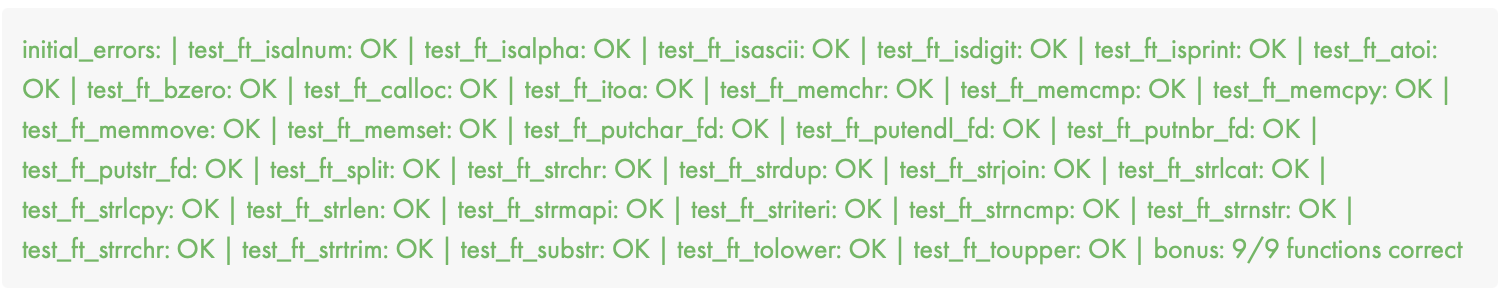 initial_errors: | test_ft_isalnum: OK | test_ft_isalpha: OK | test_ft_isascii: OK | test_ft_isdigit: OK | test_ft_isprint: OK | test_ft_atoi:
OK | test_ft_bzero: OK | test_ft_calloc: OK | test_ft_itoa: OK | test_ft_memchr: OK | test_ft_memcmp: OK | test_ft_memcpy: OK |
test_ft_memmove: OK | test_ft_memset: OK | test_ft_putchar_fd: OK | test_ft_putendl_fd: OK | test_ft_putnbr_fd: OK |
test_ft_putstr_fd: OK | test_ft_split: OK | test_ft_strchr: OK | test_ft_strdup: OK | test_ft_strjoin: OK | test_ft_strlcat: OK |
test_ft_strlcpy: OK | test_ft_strlen: OK | test_ft_strmapi: OK | test_ft_striteri: OK | test_ft_strncmp: OK | test_ft_strnstr: OK |
test_ft_strrchr: OK | test_ft_strtrim: OK | test_ft_substr: OK | test_ft_tolower: OK | test_ft_toupper: OK | bonus: 9/9 functions correct